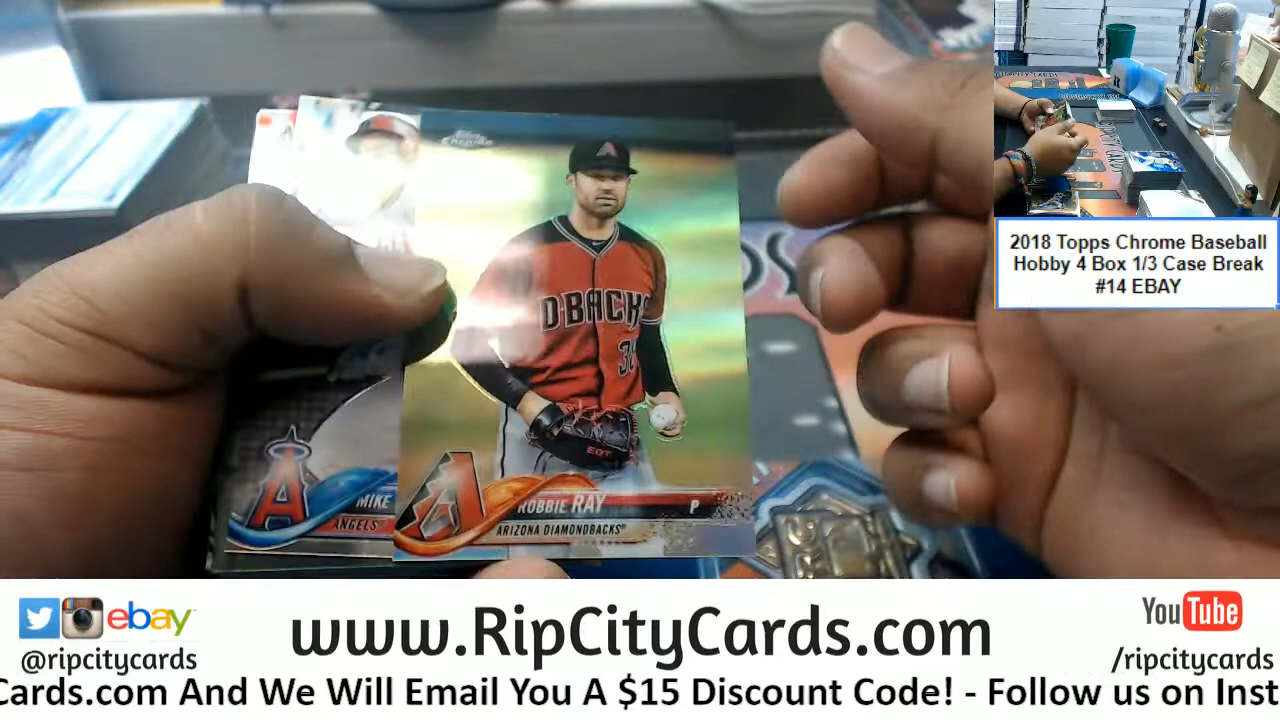 Topps
Chrome
A
DBACKS
EDT
ROBBIE RAY
P
ARIZONA DIAMONDBACKS®
MIKE
ANGELS®
2018 Topps Chrome Baseball
Hobby 4 Box 1/3 Case Break
#14 EBAY
ebay
@ripcitycards
www.RipCityCards.com
YouTube
/ripcitycards
Cards.com And We Will Email You A $15 Discount Code! - Follow us on Inst